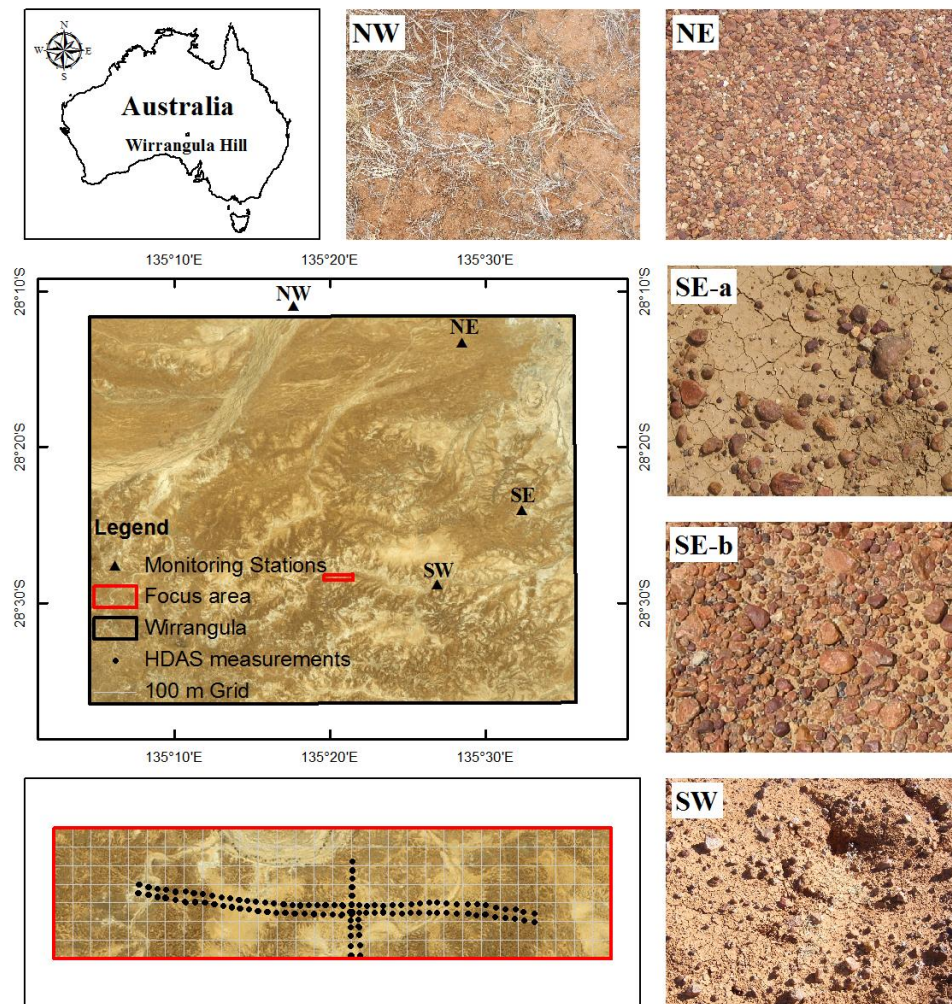 N
W
E
S
Australia
Wirrangula Hill
NW
NE
135°10'E
135°20'E
135°30'E
28°10'S
28°10'S
NW
NE
SE-a
28°20'S
28°20'S
SE
Legend
Monitoring Stations
SW
Focus area
28°30'S
28°30'S
Wirrangula
HDAS measurements
100 m Grid
SE-b
135°10'E
135°20'E
135°30'E
SW